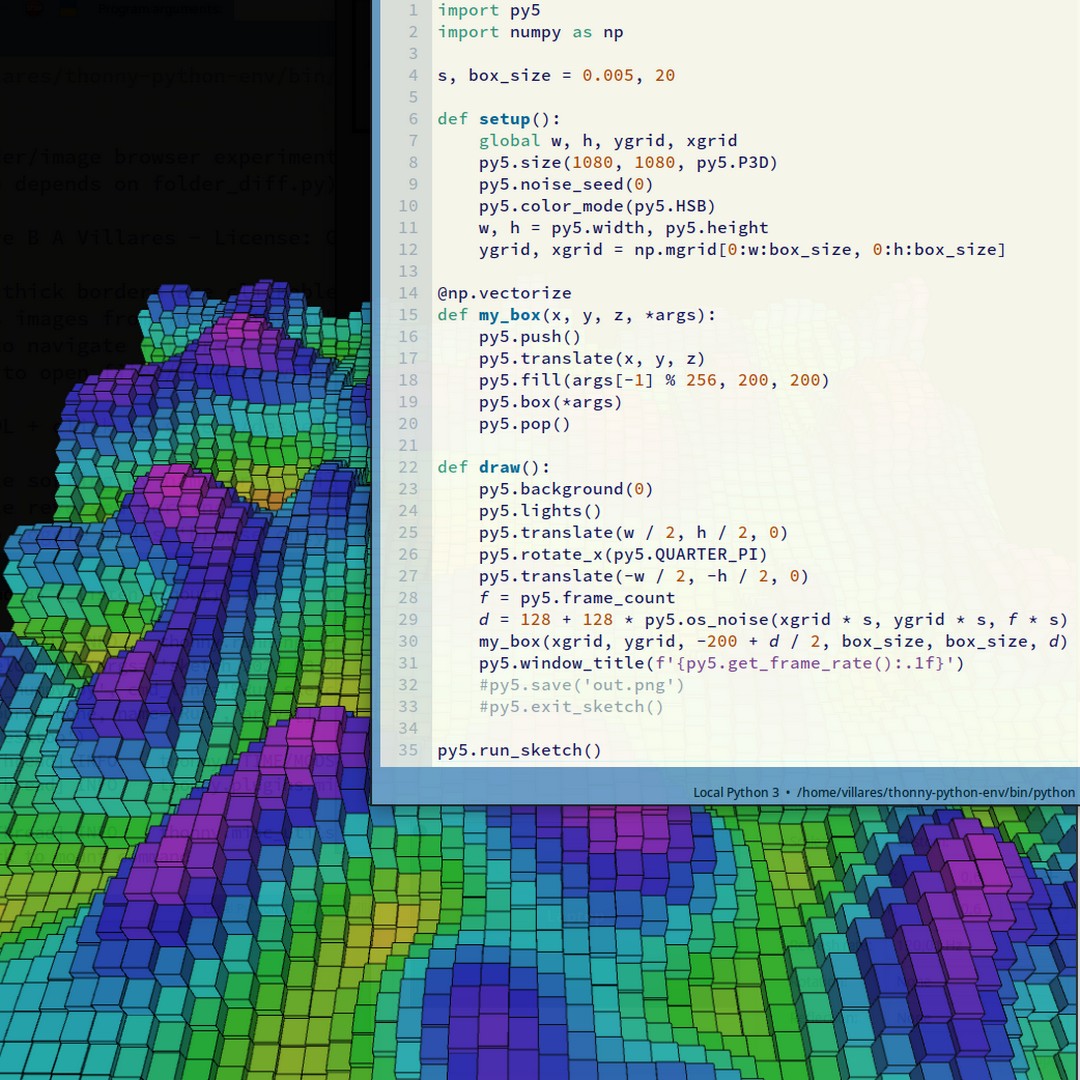 1 import py5
2 import numpy as np
3
4 s, box_size = 0.005, 20
5
6 def setup():
7     global w, h, ygrid, xgrid
8     py5.size(1080, 1080, py5.P3D)
9     py5.noise_seed(0)
10     py5.color_mode(py5.HSB)
11     w, h = py5.width, py5.height
12     ygrid, xgrid = np.mgrid[0:w:box_size, 0:h:box_size]
13
14 @np.vectorize
15 def my_box(x, y, z, *args):
16     py5.push()
17     py5.translate(x, y, z)
18     py5.fill(args[-1] % 256, 200, 200)
19     py5.box(*args)
20     py5.pop()
21
22 def draw():
23     py5.background(0)
24     py5.lights()
25     py5.translate(w / 2, h / 2, 0)
26     py5.rotate_x(py5.QUARTER_PI)
27     py5.translate(-w / 2, -h / 2, 0)
28     f = py5.frame_count
29     d = 128 + 128 * py5.os_noise(xgrid * s, ygrid * s, f * s)
30     my_box(xgrid, ygrid, -200 + d / 2, box_size, box_size, d)
31     py5.window_title(f'{py5.get_frame_rate():.1f}')
32     #py5.save('out.png')
33     #py5.exit_sketch()
34
35 py5.run_sketch()
Local Python 3 • /home/villares/thonny-python-env/bin/python
ares/thonny-python-env/bin
er/image browser experiment
depends on folder_diff.py)
e B A Villares - License: G
thick border
images fro
to navigate
to open